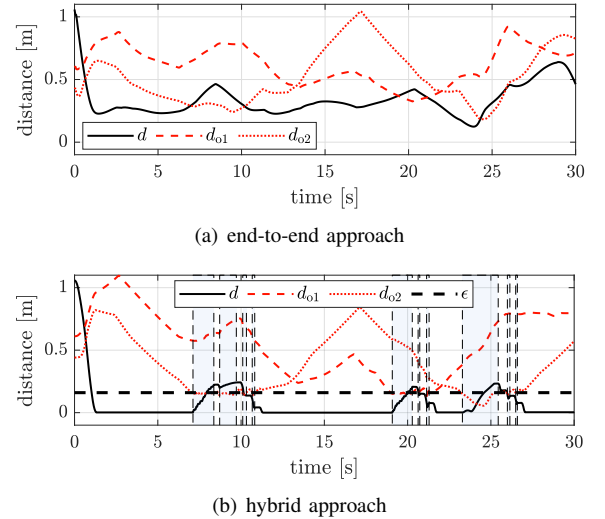 1
0.5
0
distance [m]
d d_o1 d_o2
0 5 10 15 20 25 30
time [s]
(a) end-to-end approach
1
0.5
0
distance [m]
d d_o1 d_o2 ϵ
0 5 10 15 20 25 30
time [s]
(b) hybrid approach